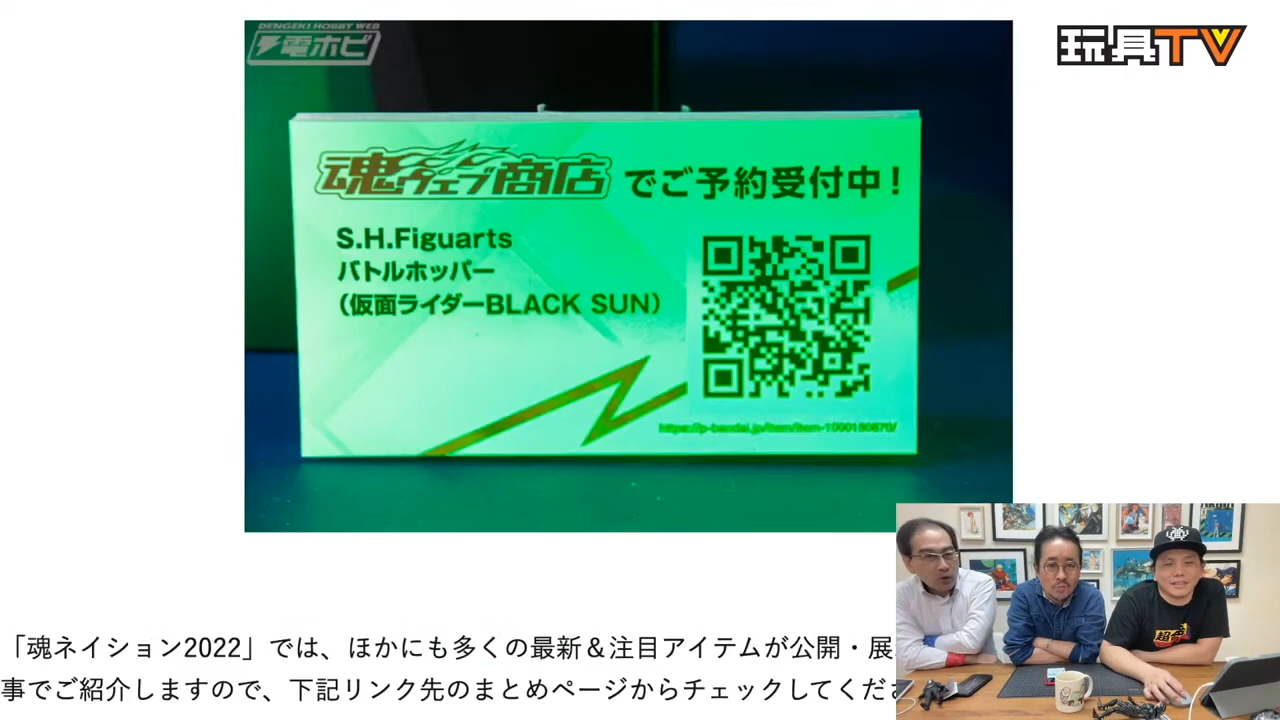 DENGEKI HOBBY WEB
電ホビ
玩具TV
魂ウェブ商店 でご予約受付中！
S.H.Figuarts
バトルホッパー
（仮面ライダーBLACK SUN）
「魂ネイション2022」では、ほかにも多くの最新＆注目アイテムが公開・展
事でご紹介しますので、下記リンク先のまとめページからチェックしてくだ